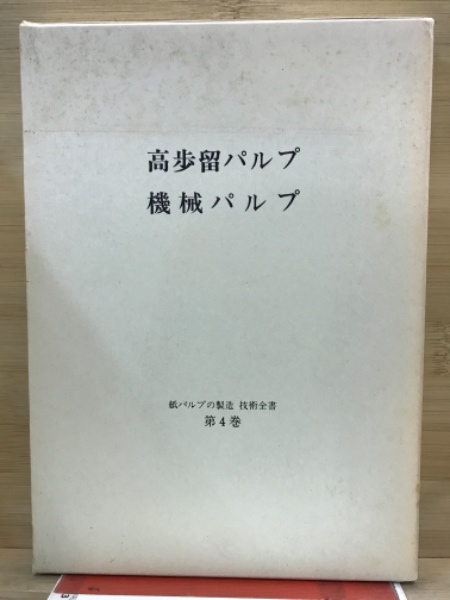 高歩留パルプ
機械パルプ
紙パルプの製造 技術全書
第4巻